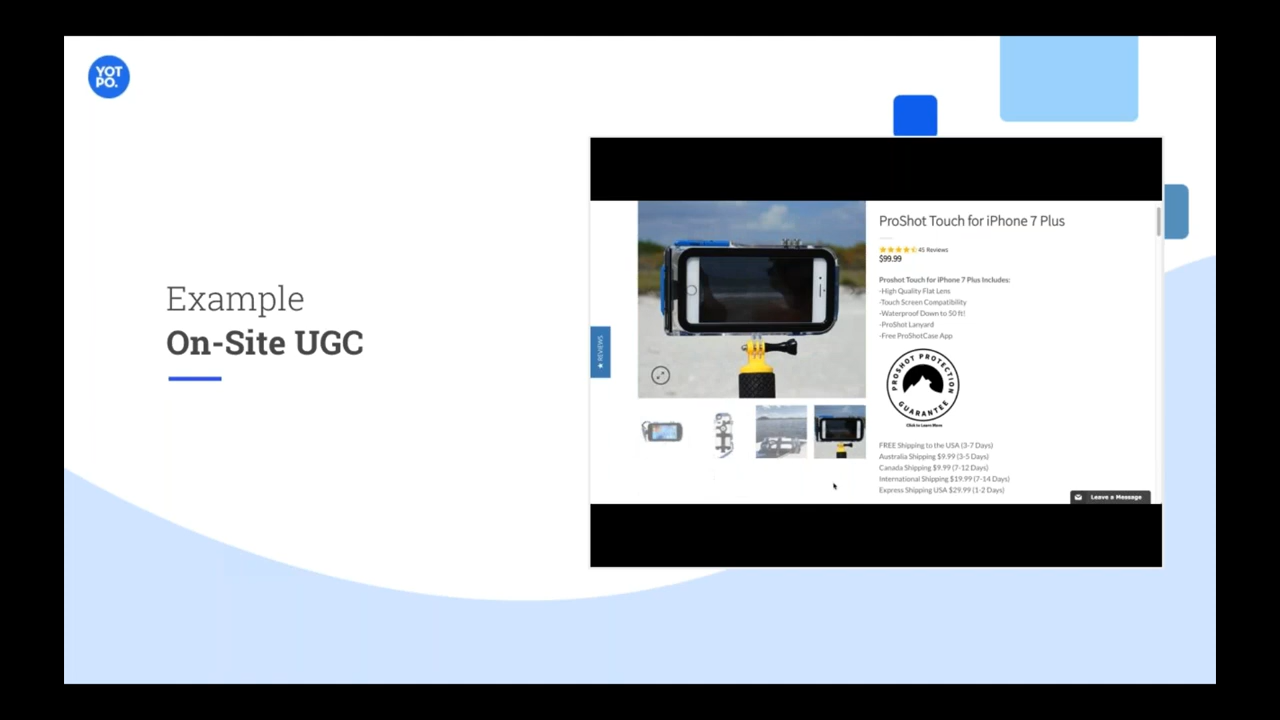 YOT
PO.
Example
On-Site UGC
★ REVIEWS
ProShot Touch for iPhone 7 Plus
45 Reviews
$99.99
Proshot Touch for iPhone 7 Plus Includes:
-High Quality Flat Lens
-Touch Screen Compatibility
-Waterproof Down to 50 ft!
-ProShot Lanyard
-Free ProShotCase App
PROSHOT PROTECTION
GUARANTEE
Click to Learn More
FREE Shipping to the USA (3-7 Days)
Australia Shipping $9.99 (3-5 Days)
Canada Shipping $9.99 (7-12 Days)
International Shipping $19.99 (7-14 Days)
Express Shipping USA $29.99 (1-2 Days)
Leave a Message